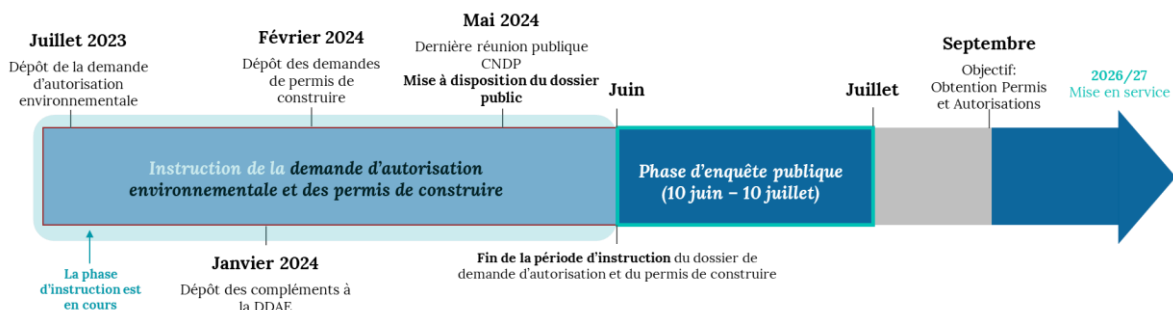 Juillet 2023
Dépôt de la demande
d'autorisation
environnementale
Février 2024
Dépôt des demandes
de permis de
construire
Mai 2024
Dernière réunion publique
CNDP
Mise à disposition du dossier
public
Juin
Juillet
Septembre
Objectif:
Obtention Permis
et Autorisations
2026/27
Mise en service
Instruction de la demande d'autorisation
environnementale et des permis de construire
Phase d'enquête publique
(10 juin – 10 juillet)
La phase
d'instruction est
en cours
Janvier 2024
Dépôt des compléments à
la DDAE
Fin de la période d'instruction du dossier de
demande d'autorisation et du permis de construire